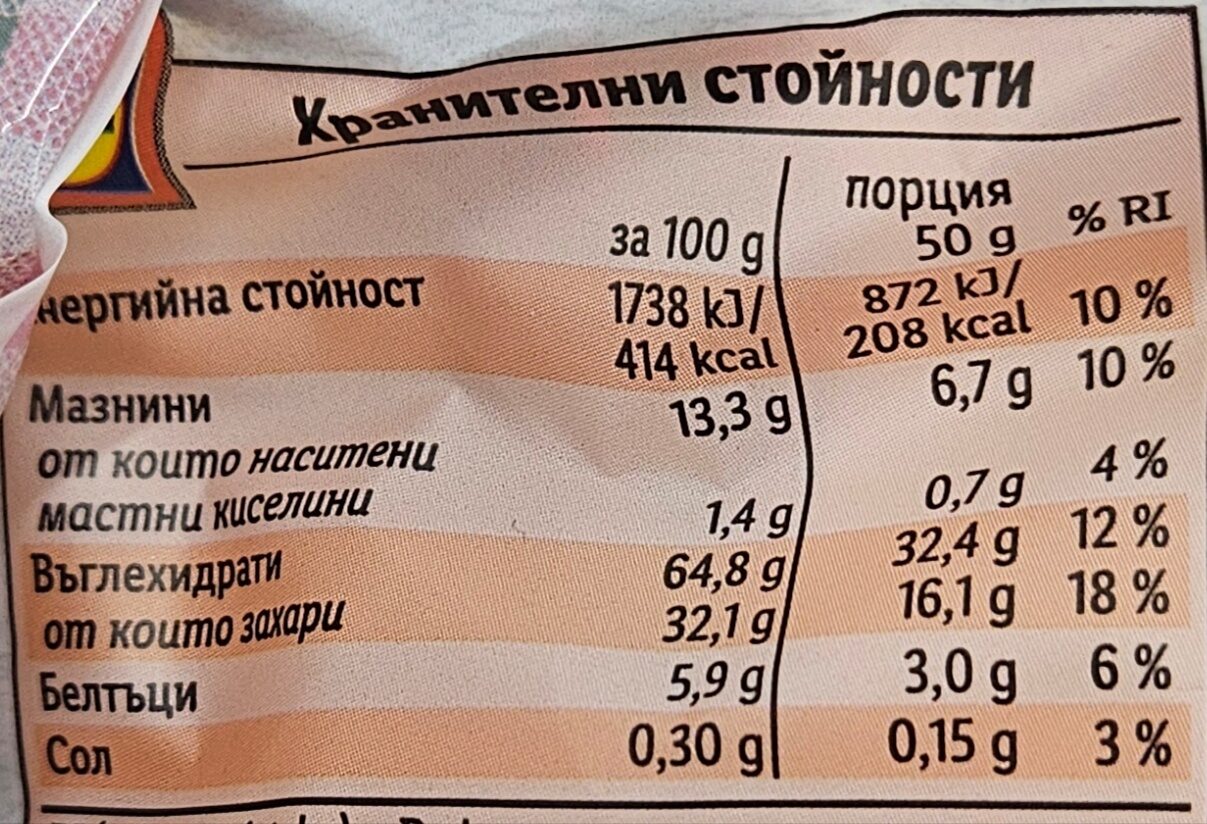 Хранителни стойности
за 100 g порция 50 g % RI
нергийна стойност 1738 kJ/ 414 kcal 872 kJ/ 208 kcal 10 %
Мазнини 13,3 g 6,7 g 10 %
от които наситени
мастни киселини 1,4 g 0,7 g 4 %
Въглехидрати 64,8 g 32,4 g 12 %
от които захари 32,1 g 16,1 g 18 %
Белтъци 5,9 g 3,0 g 6 %
Сол 0,30 g 0,15 g 3 %